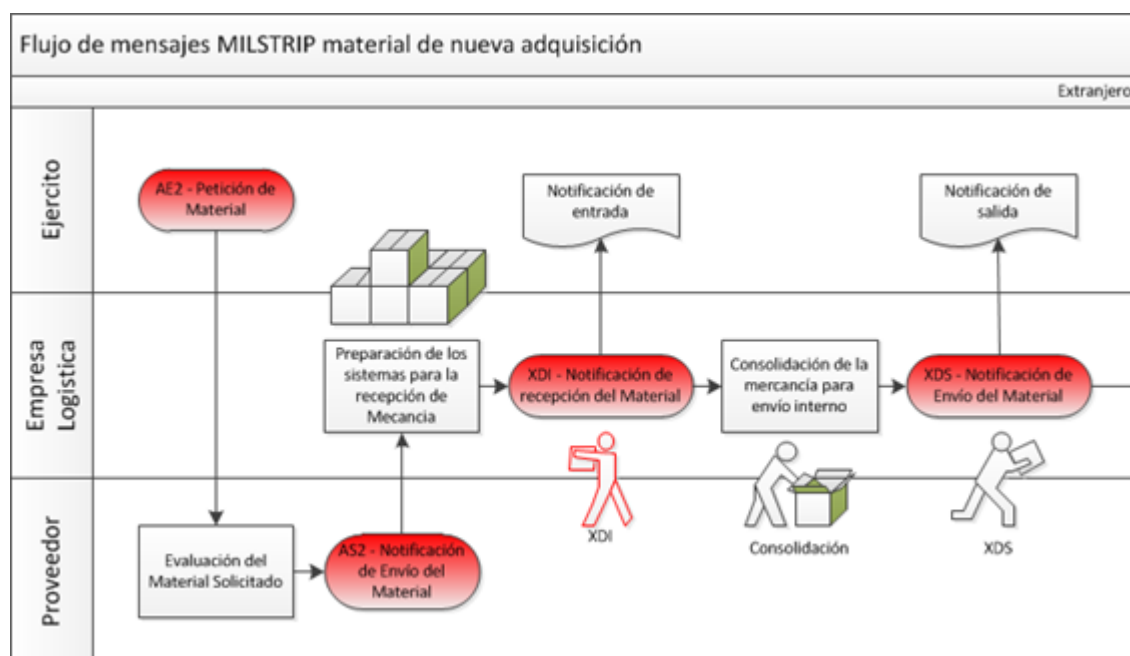 Flujo de mensajes MILSTRIP material de nueva adquisición
Extranjero
Ejercito
AE2 - Petición de
Material
Notificación de
entrada
Notificación de
salida
Empresa
Logistica
Preparación de los
sistemas para la
recepción de
Mecancia
XDI - Notificación de
recepción del Material
Consolidación de la
mercancía para
envío interno
XDS - Notificación de
Envío del Material
XDI
Consolidación
XDS
Proveedor
Evaluación del
Material Solicitado
AS2 - Notificación
de Envío del
Material